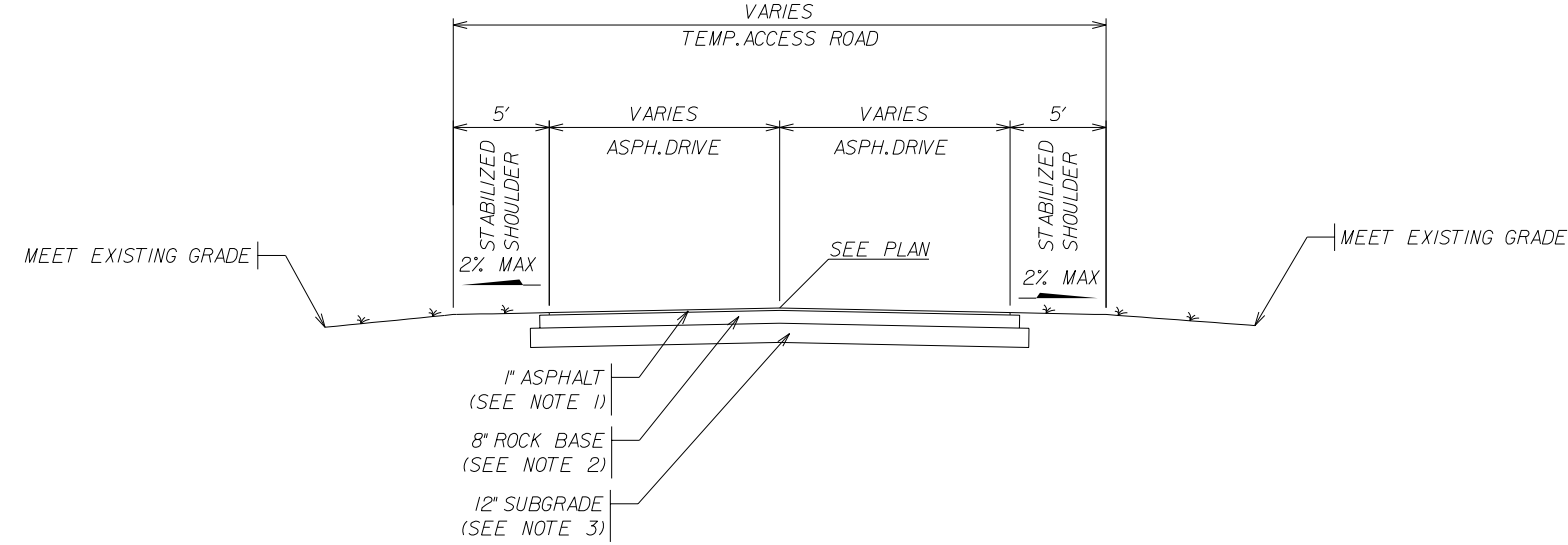 VARIES
TEMP. ACCESS ROAD
5'
VARIES
VARIES
5'
ASPH. DRIVE
ASPH. DRIVE
STABILIZED
SHOULDER
STABILIZED
SHOULDER
MEET EXISTING GRADE
2% MAX
SEE PLAN
2% MAX
MEET EXISTING GRADE
1" ASPHALT
(SEE NOTE 1)
8" ROCK BASE
(SEE NOTE 2)
12" SUBGRADE
(SEE NOTE 3)